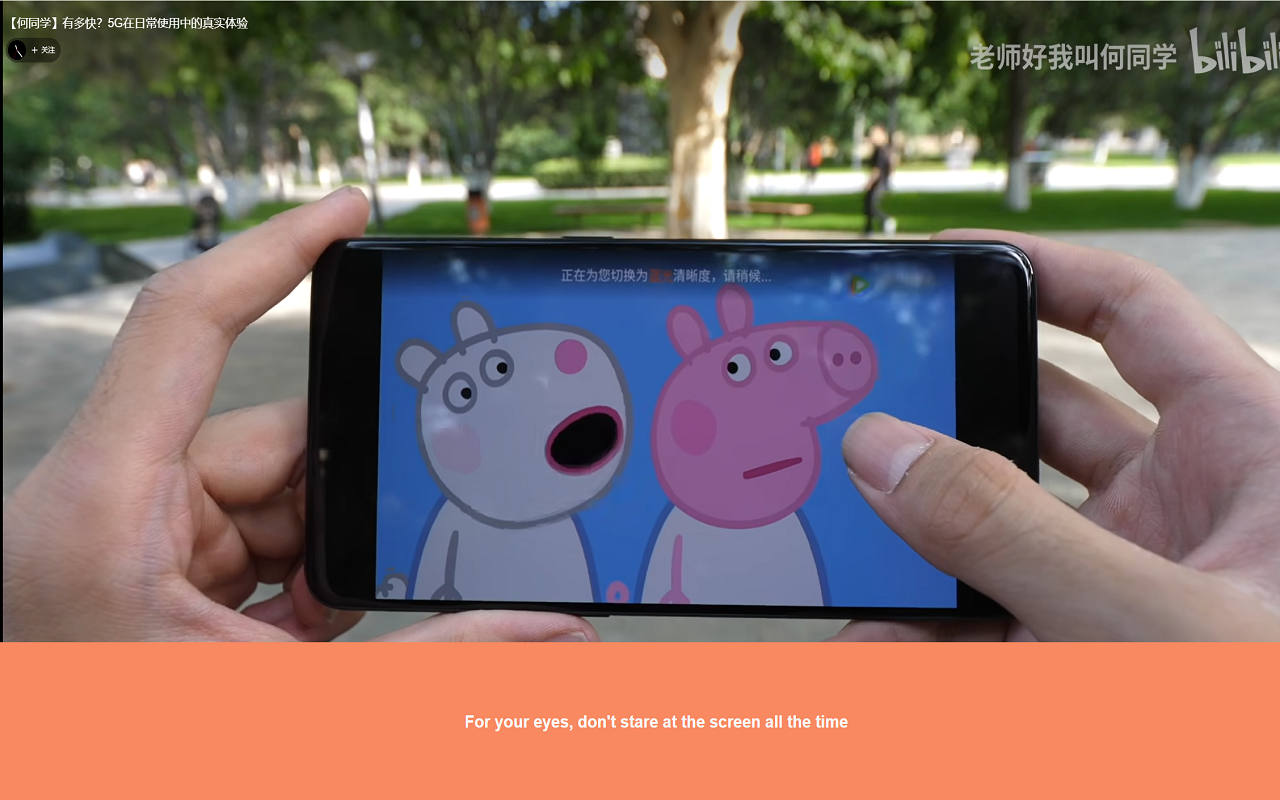 【何同学】有多快？5G在日常使用中的真实体验
+ 关注
老师好我叫何同学 bilibili
正在为您切换为蓝光清晰度，请稍候...
For your eyes, don't stare at the screen all the time